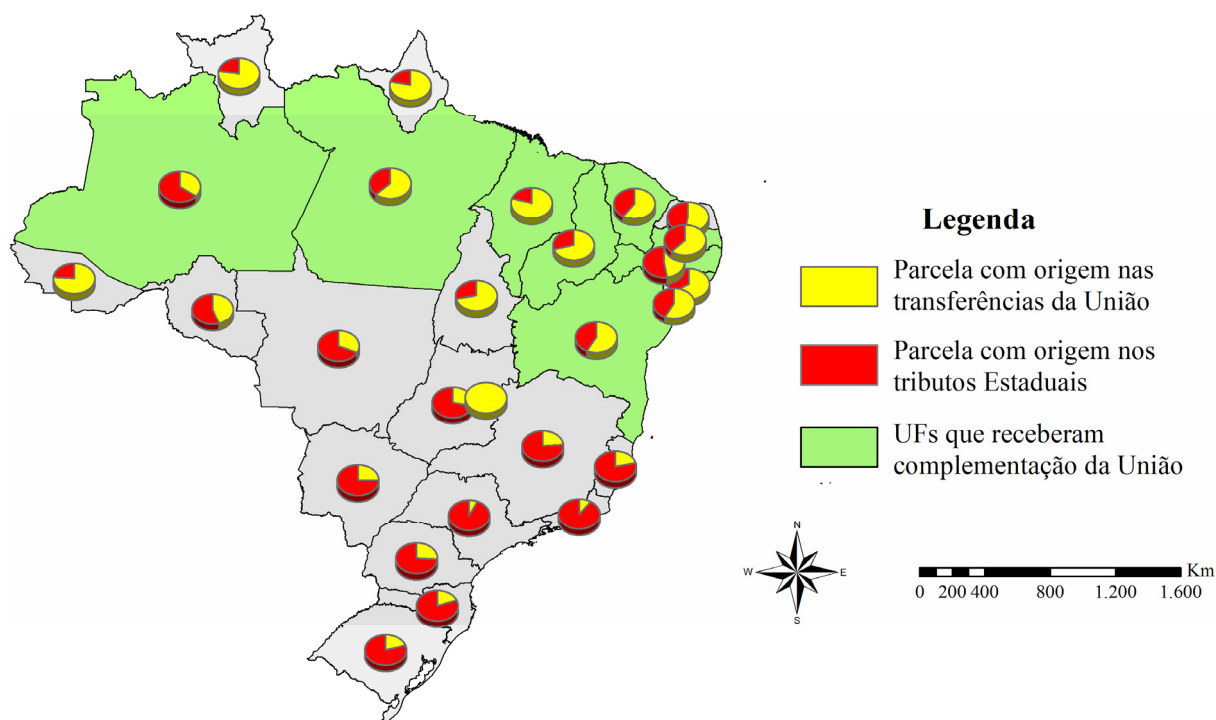 Legenda
Parcela com origem nas
transferências da União
Parcela com origem nos
tributos Estaduais
UFs que receberam
complementação da União
N
W
E
S
Km
0 200 400 800 1.200 1.600